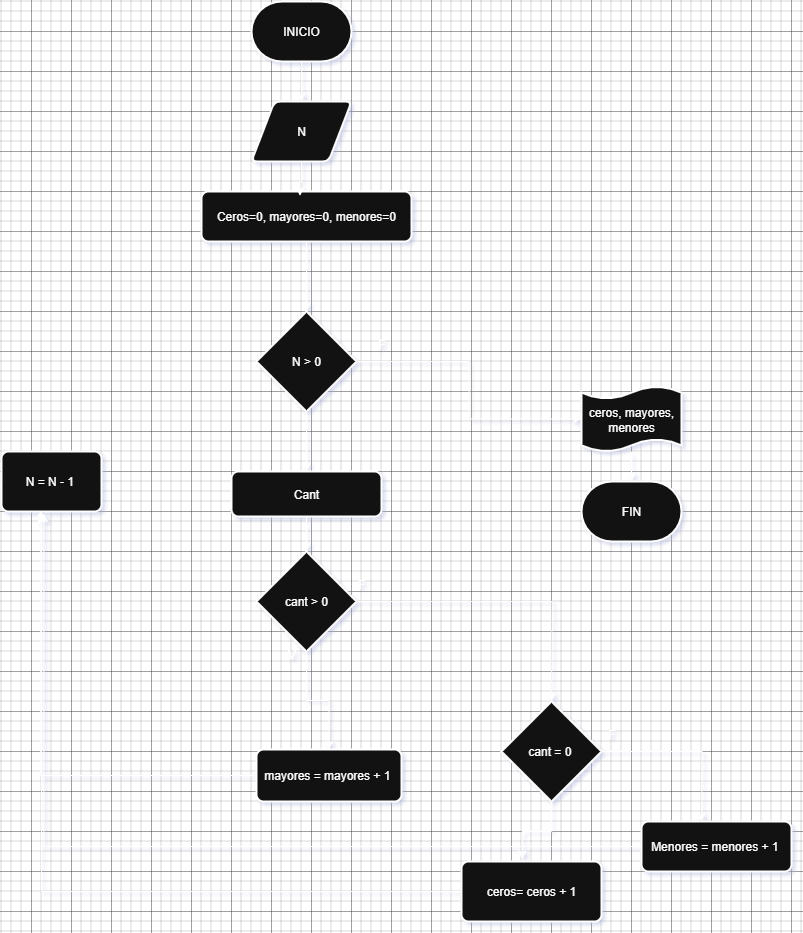 INICIO
N
Ceros=0, mayores=0, menores=0
N > 0
F
ceros, mayores,
menores
N = N - 1
Cant
FIN
cant > 0
F
cant = 0
F
mayores = mayores + 1
Menores = menores + 1
ceros= ceros + 1